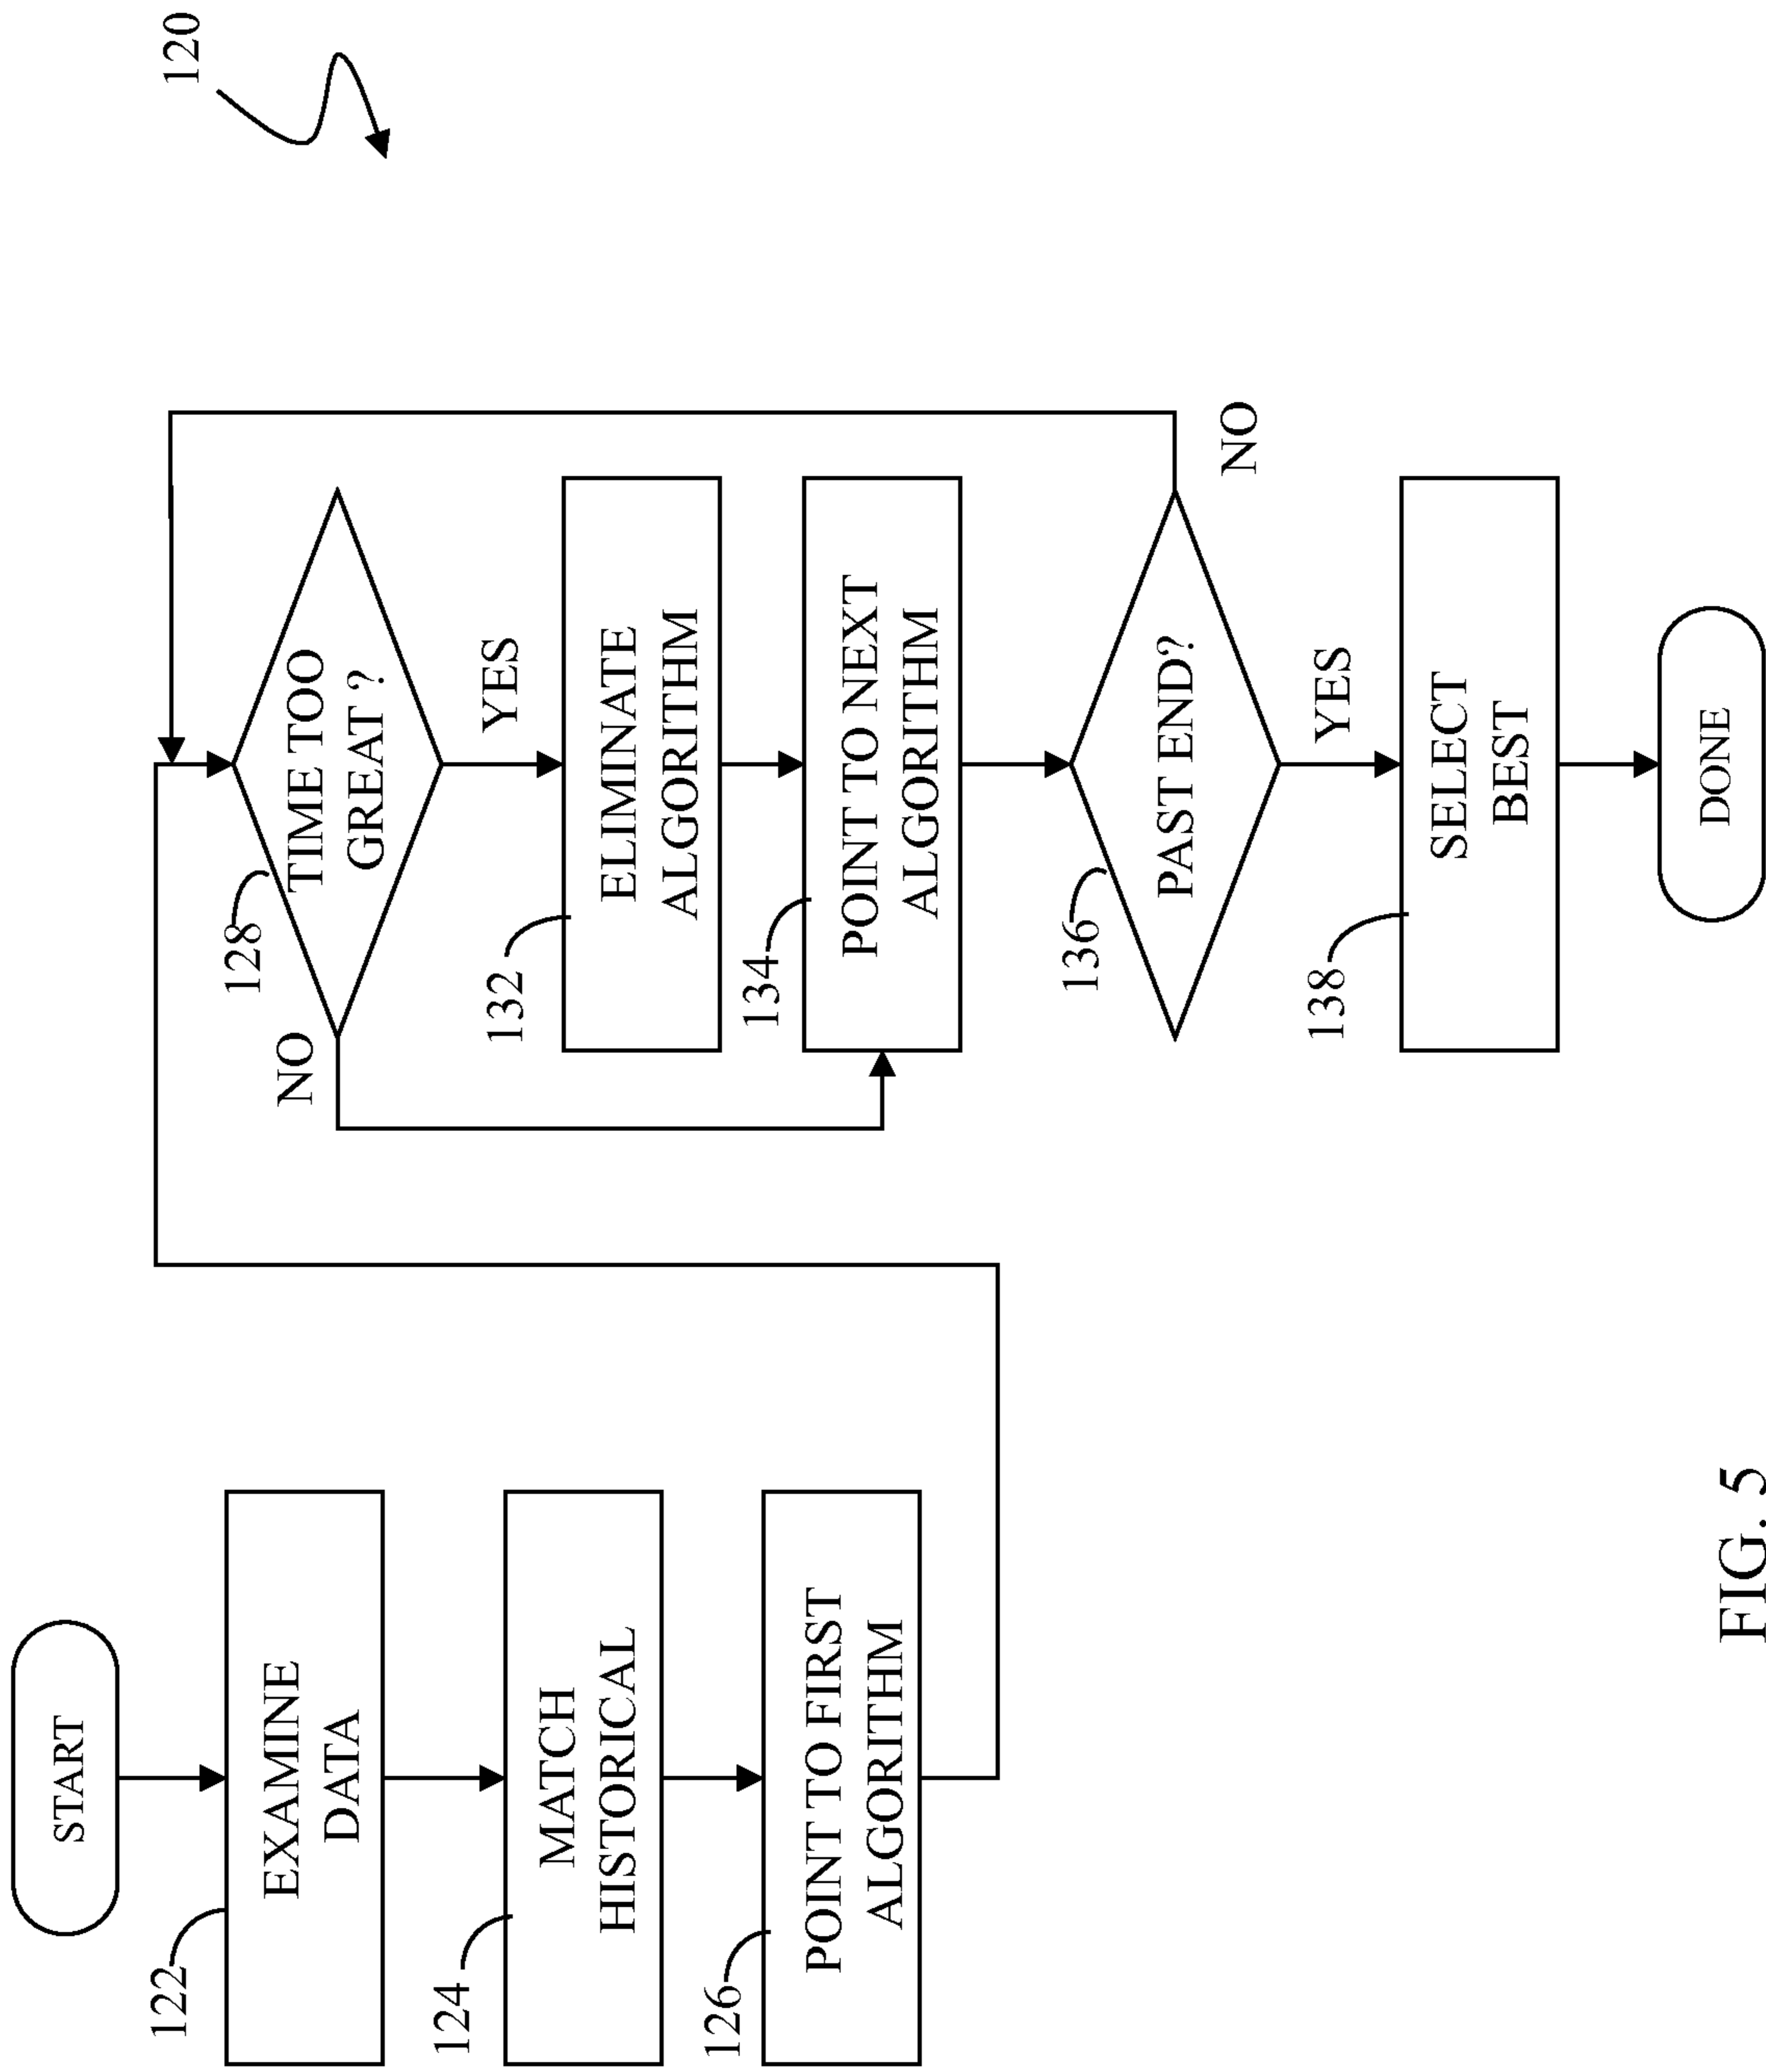 120
START
122
EXAMINE
DATA
124
MATCH
HISTORICAL
126
POINT TO FIRST
ALGORITHM
128
TIME TOO
GREAT ?
NO
YES
132
ELIMINATE
ALGORITHM
134
POINT TO NEXT
ALGORITHM
136
PAST END?
NO
YES
138
SELECT
BEST
DONE
FIG. 5